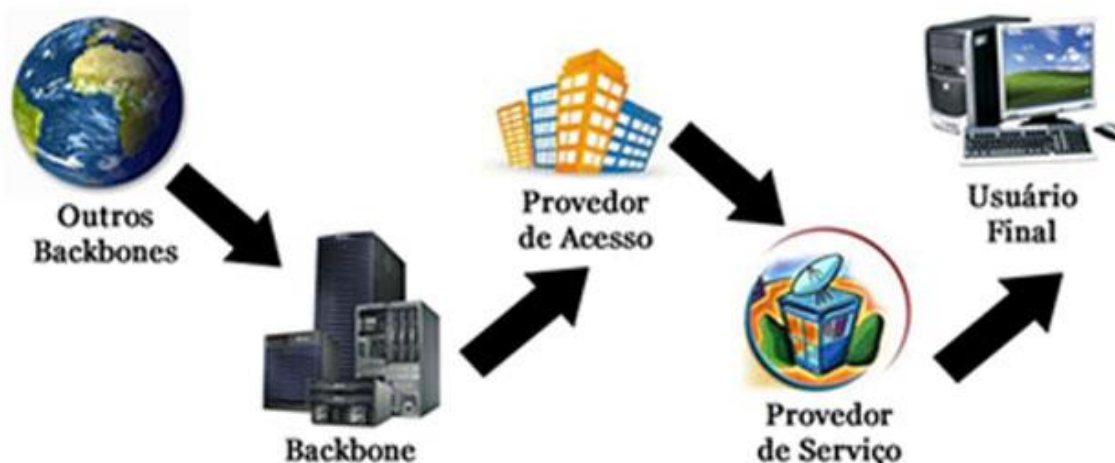 Outros
Backbones
Backbone
Provedor
de Acesso
Provedor
de Serviço
Usuário
Final